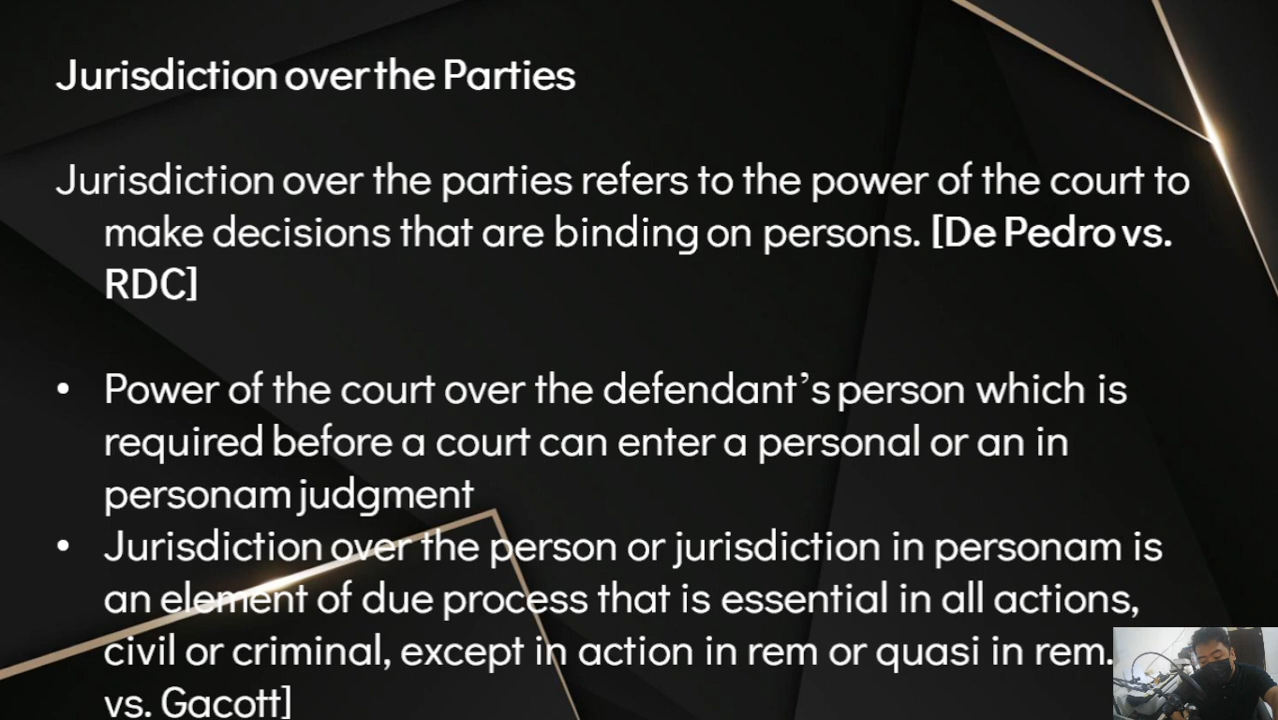 Jurisdiction over the Parties
Jurisdiction over the parties refers to the power of the court to
make decisions that are binding on persons. [De Pedro vs.
RDC]
• Power of the court over the defendant’s person which is
required before a court can enter a personal or an in
personam judgment
• Jurisdiction over the person or jurisdiction in personam is
an element of due process that is essential in all actions,
civil or criminal, except in action in rem or quasi in rem.
vs. Gacott]